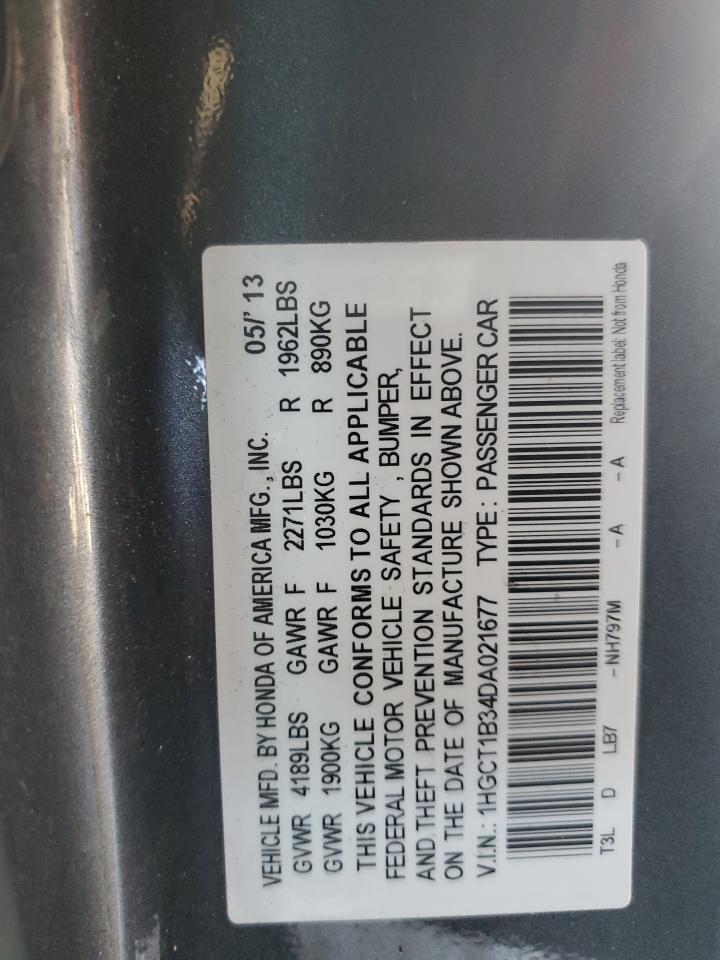 VEHICLE MFD. BY HONDA OF AMERICA MFG., INC. 05/' 13
GVWR 4189LBS GAWR F 2271LBS R 1962LBS
GVWR 1900KG GAWR F 1030KG R 890KG
THIS VEHICLE CONFORMS TO ALL APPLICABLE
FEDERAL MOTOR VEHICLE SAFETY , BUMPER,
AND THEFT PREVENTION STANDARDS IN EFFECT
ON THE DATE OF MANUFACTURE SHOWN ABOVE.
V.I.N.: 1HGCT1B34DA021677 TYPE : PASSENGER CAR
T3L D LB7 - NH797M - A - A Replacement label: Not from Honda